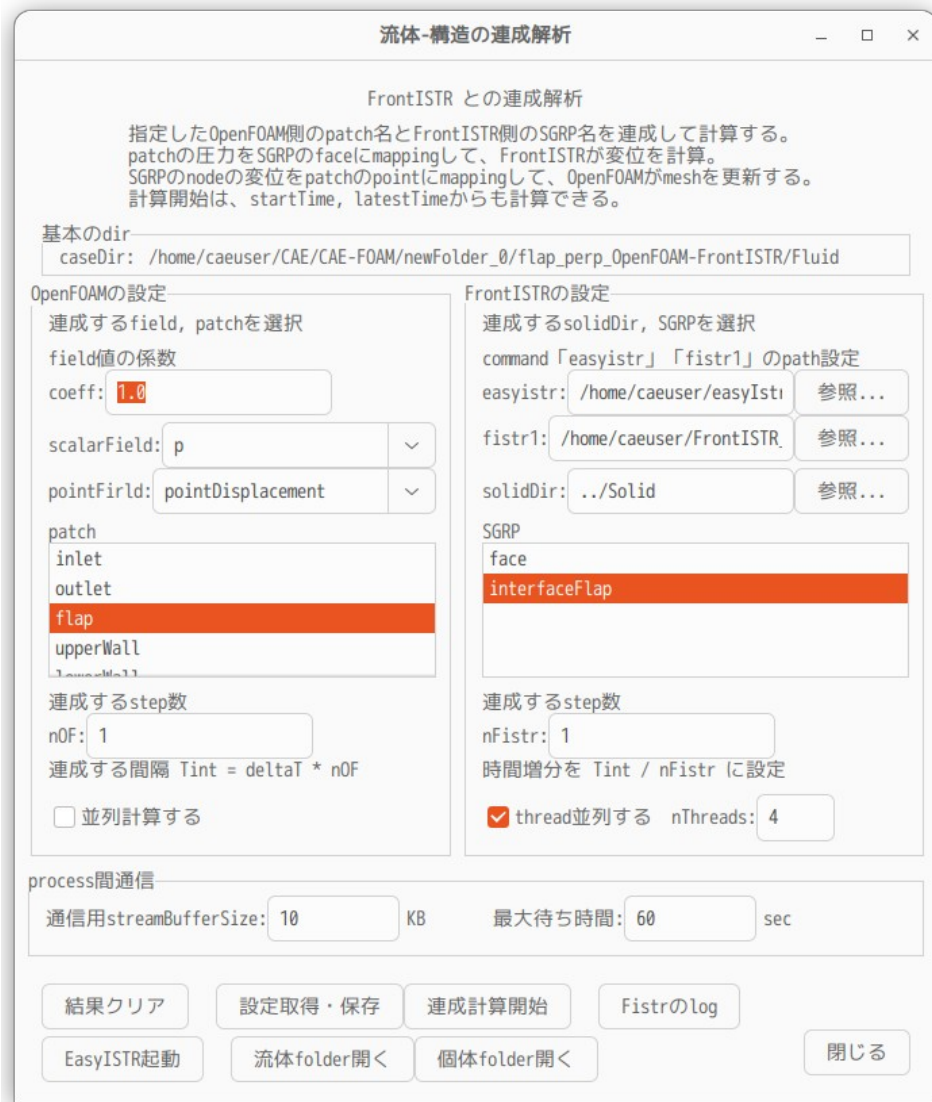 流体-構造の連成解析
FrontISTR との連成解析
指定したOpenFOAM側のpatch名とFrontISTR側のSGRP名を連成して計算する。
patchの圧力をSGRPのfaceにmappingして、FrontISTRが変位を計算。
SGRPのnodeの変位をpatchのpointにmappingして、OpenFOAMがmeshを更新する。
計算開始は、startTime, latestTimeからも計算できる。
基本のdir
caseDir: /home/caeuser/CAE/CAE-FOAM/newFolder_0/flap_perp_OpenFOAM-FrontISTR/Fluid
OpenFOAMの設定
連成するfield, patchを選択
field値の係数
coeff: 1.0
scalarField: p
pointFirld: pointDisplacement
patch
inlet
outlet
flap
upperWall
lowerWall
連成するstep数
nOF: 1
連成する間隔 Tint = deltaT * nOF
並列計算する
FrontISTRの設定
連成するsolidDir, SGRPを選択
command「easyistr」「fistr1」のpath設定
easyistr: /home/caeuser/easyIstr 参照...
fistr1: /home/caeuser/FrontISTR_ 参照...
solidDir: ../Solid 参照...
SGRP
face
interfaceFlap
連成するstep数
nFistr: 1
時間増分を Tint / nFistr に設定
thread並列する nThreads: 4
process間通信
通信用streamBufferSize: 10 KB 最大待ち時間: 60 sec
結果クリア 設定取得・保存 連成計算開始 Fistrのlog
EasyISTR起動 流体folder開く 個体folder開く 閉じる